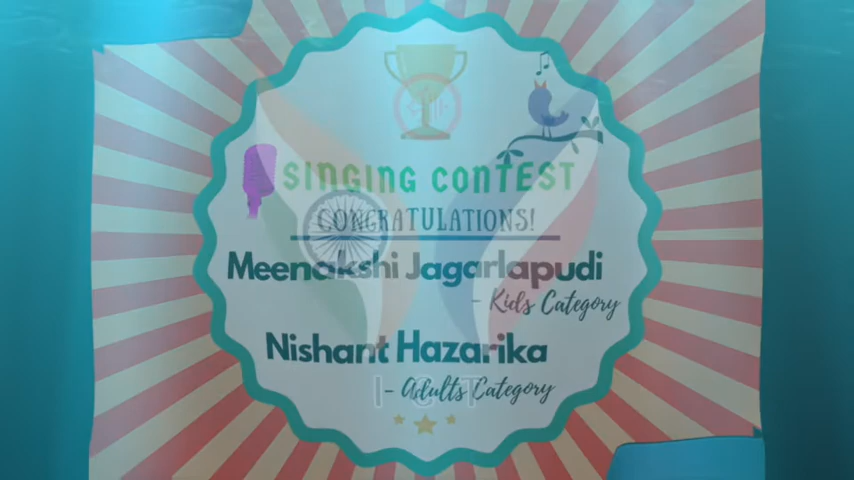 SINGING CONTEST
CONGRATULATIONS!
Meenakshi Jagarlapudi
- Kids Category
Nishant Hazarika
- Adults Category